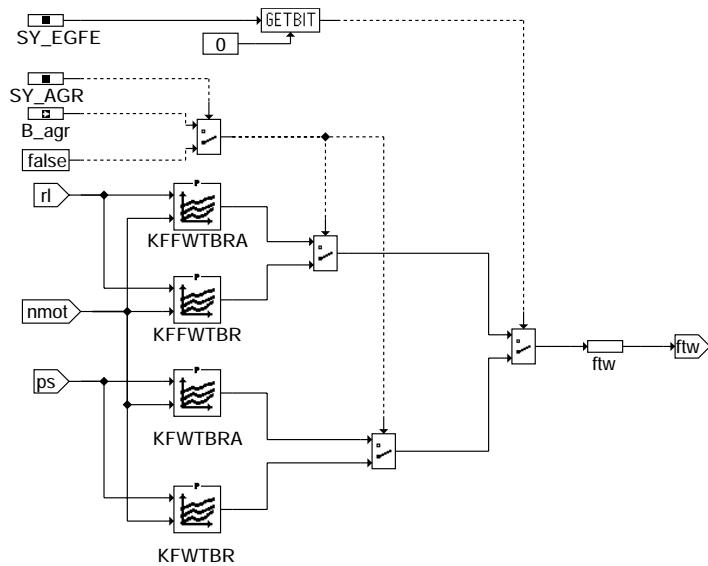 SY_EGFE
GETBIT
0
SY_AGR
B_agr
false
rl
P
KFFWTBRA
P
KFFWTBR
nmot
ftw
ftw
ps
P
KFWTBRA
P
KFWTBR